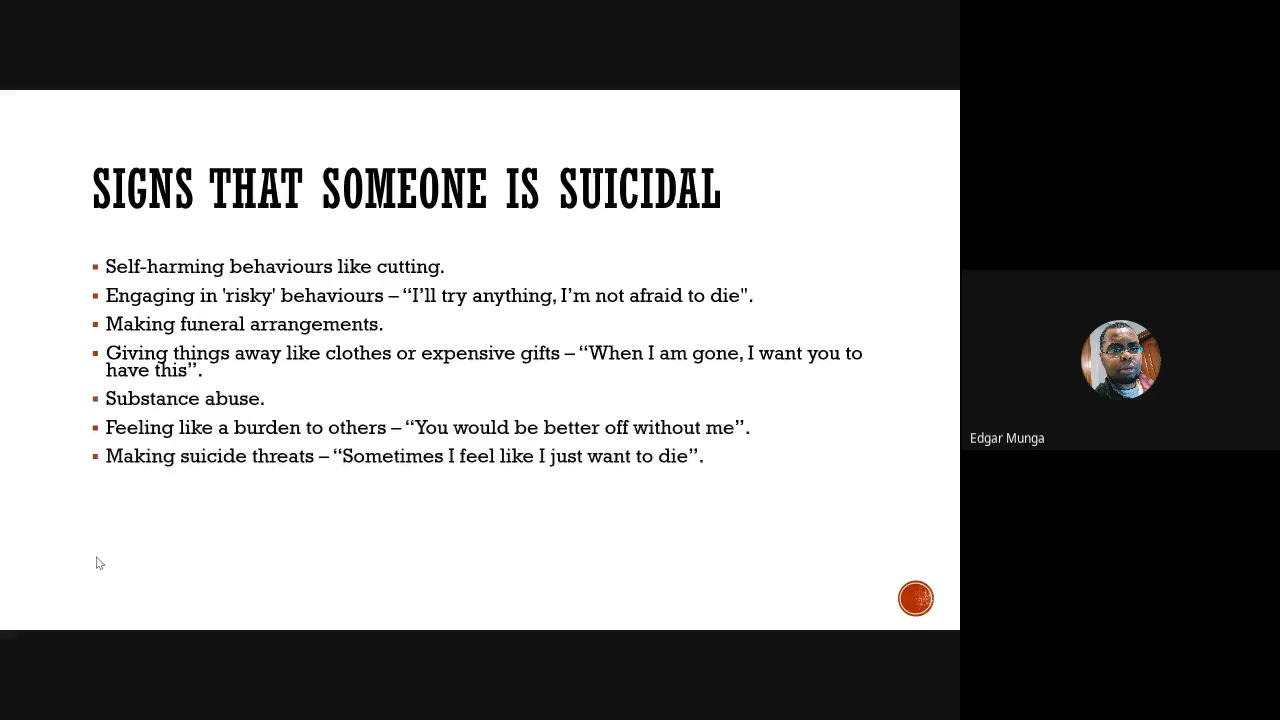 SIGNS THAT SOMEONE IS SUICIDAL
▪ Self-harming behaviours like cutting.
▪ Engaging in 'risky' behaviours – “I’ll try anything, I’m not afraid to die".
▪ Making funeral arrangements.
▪ Giving things away like clothes or expensive gifts – “When I am gone, I want you to
have this”.
▪ Substance abuse.
▪ Feeling like a burden to others – “You would be better off without me”.
▪ Making suicide threats – “Sometimes I feel like I just want to die”.
Edgar Munga